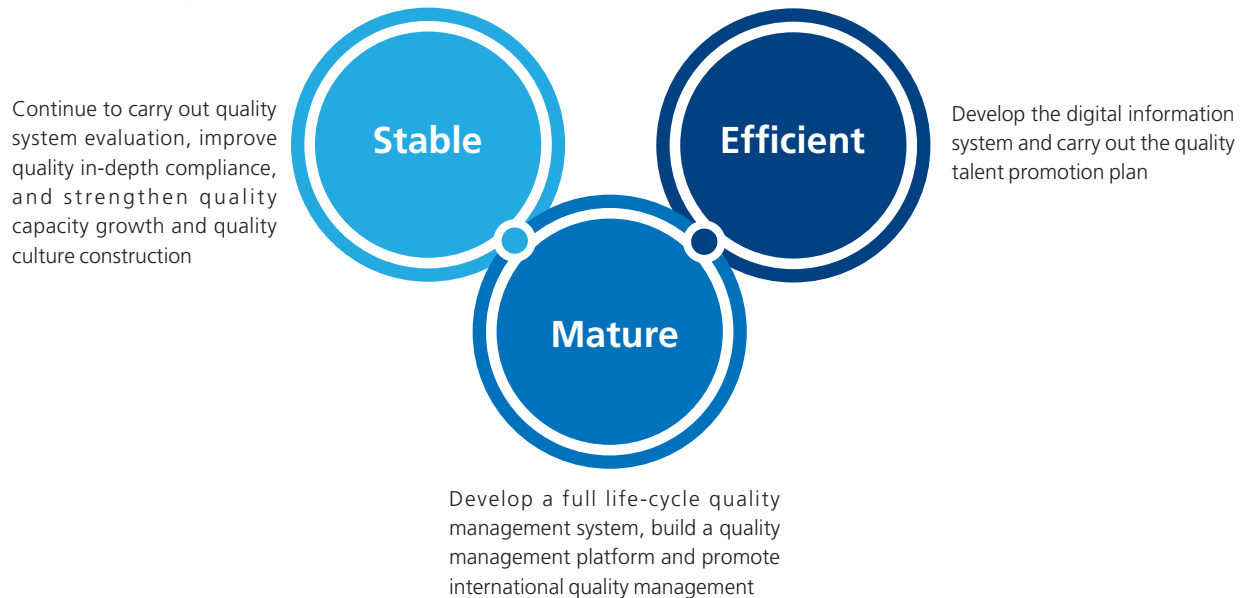 Stable
Continue to carry out quality
system evaluation, improve
quality in-depth compliance,
and strengthen quality
capacity growth and quality
culture construction
Efficient
Develop the digital information
system and carry out the quality
talent promotion plan
Mature
Develop a full life-cycle quality
management system, build a quality
management platform and promote
international quality management